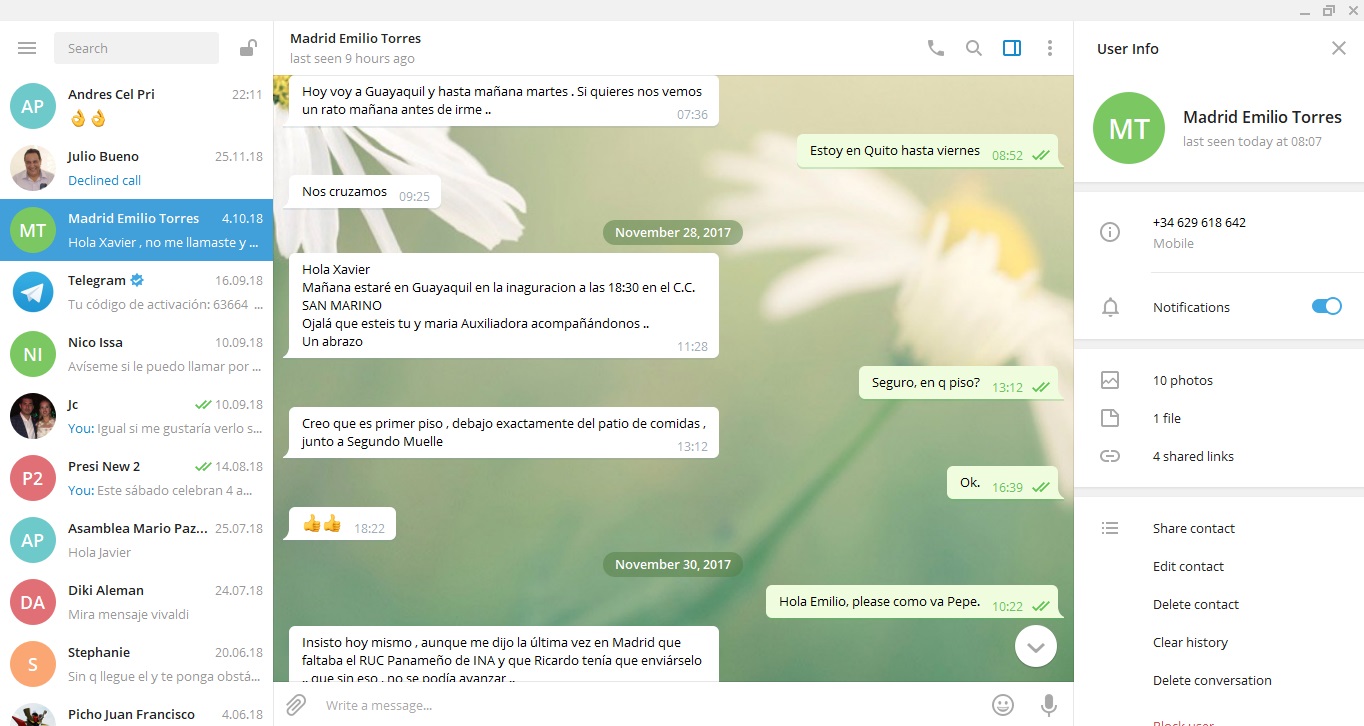 Search
Andres Cel Pri 22:11
👌👌
Julio Bueno 25.11.18
Declined call
MT
Madrid Emilio Torres 4.10.18
Hola Xavier , no me llamaste y ...
Telegram 16.09.18
Tu código de activación: 63664 ...
NI
Nico Issa 10.09.18
Avíseme si le puedo llamar por ...
Jc 10.09.18
You: Igual si me gustaría verlo s...
P2
Presi New 2 14.08.18
You: Este sábado celebran 4 a...
AP
Asamblea Mario Paz... 25.07.18
Hola Javier
DA
Diki Aleman 24.07.18
Mira mensaje vivaldi
S
Stephanie 20.06.18
Sin q llegue el y te ponga obstá...
Picho Juan Francisco 4.06.18
AP
Madrid Emilio Torres
last seen 9 hours ago
Hoy voy a Guayaquil y hasta mañana martes . Si quieres nos vemos
un rato mañana antes de irme ..
07:36
Estoy en Quito hasta viernes 08:52
Nos cruzamos 09:25
November 28, 2017
Hola Xavier
Mañana estaré en Guayaquil en la inaguracion a las 18:30 en el C.C.
SAN MARINO
Ojalá que esteis tu y maria Auxiliadora acompañándonos ..
Un abrazo
11:28
Seguro, en q piso? 13:12
Creo que es primer piso , debajo exactamente del patio de comidas ,
junto a Segundo Muelle
13:12
Ok. 16:39
👍👍 18:22
November 30, 2017
Hola Emilio, please como va Pepe. 10:22
Insisto hoy mismo , aunque me dijo la última vez en Madrid que
faltaba el RUC Panameño de INA y que Ricardo tenía que enviárselo
.. que sin eso , no se podía avanzar ..
Write a message...
User Info
MT
Madrid Emilio Torres
last seen today at 08:07
+34 629 618 642
Mobile
Notifications
10 photos
1 file
4 shared links
Share contact
Edit contact
Delete contact
Clear history
Delete conversation
Block user